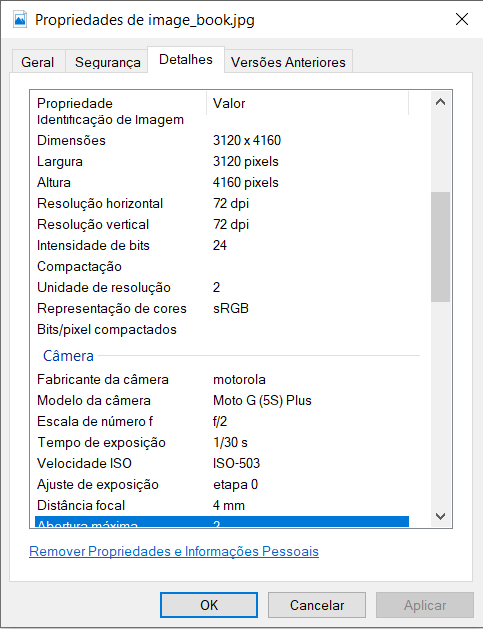 Propriedades de image_book.jpg
Geral Segurança Detalhes Versões Anteriores
Propriedade Valor
Identificação de Imagem
Dimensões 3120 x 4160
Largura 3120 pixels
Altura 4160 pixels
Resolução horizontal 72 dpi
Resolução vertical 72 dpi
Intensidade de bits 24
Compactação
Unidade de resolução 2
Representação de cores sRGB
Bits/pixel compactados
Câmera
Fabricante da câmera motorola
Modelo da câmera Moto G (5S) Plus
Escala de número f f/2
Tempo de exposição 1/30 s
Velocidade ISO ISO-503
Ajuste de exposição etapa 0
Distância focal 4 mm
Abertura máxima 2
Remover Propriedades e Informações Pessoais
OK Cancelar Aplicar